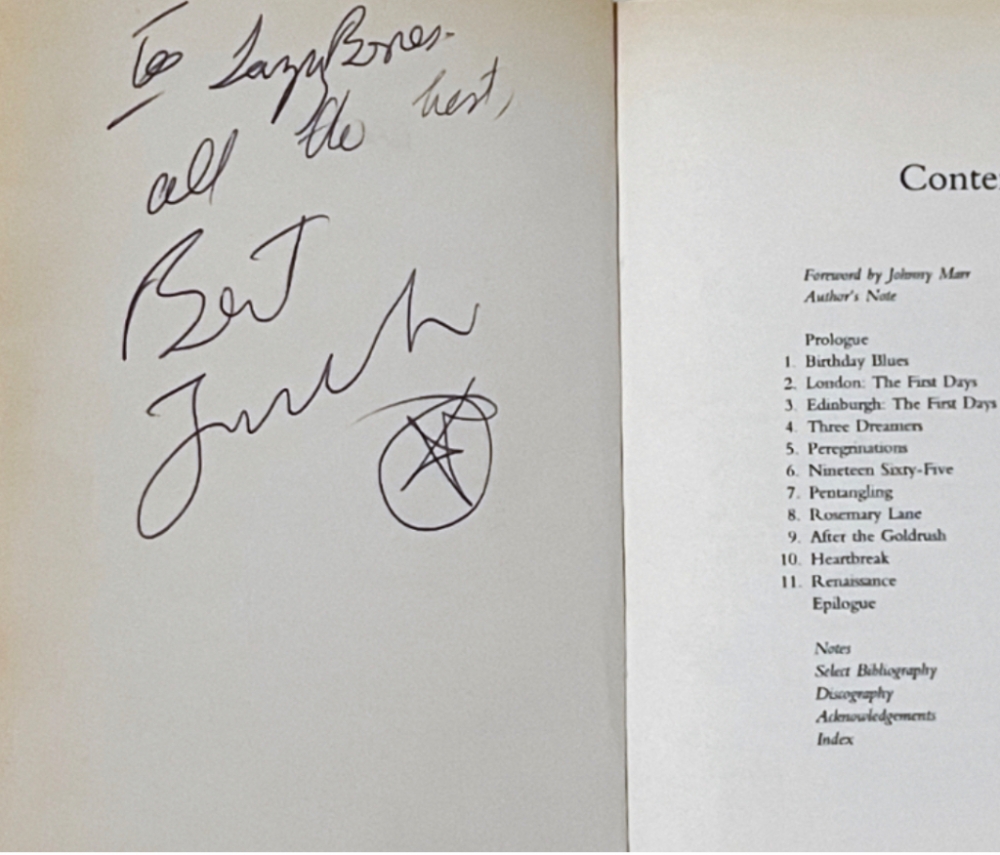 To LazyBones.
all the best,
Bert
Jansch
Conte
Foreword by Johnny Marr
Author's Note
Prologue
1. Birthday Blues
2. London: The First Days
3. Edinburgh: The First Days
4. Three Dreamers
5. Peregrinations
6. Nineteen Sixty-Five
7. Pentangling
8. Rosemary Lane
9. After the Goldrush
10. Heartbreak
11. Renaissance
Epilogue
Notes
Select Bibliography
Discography
Acknowledgements
Index